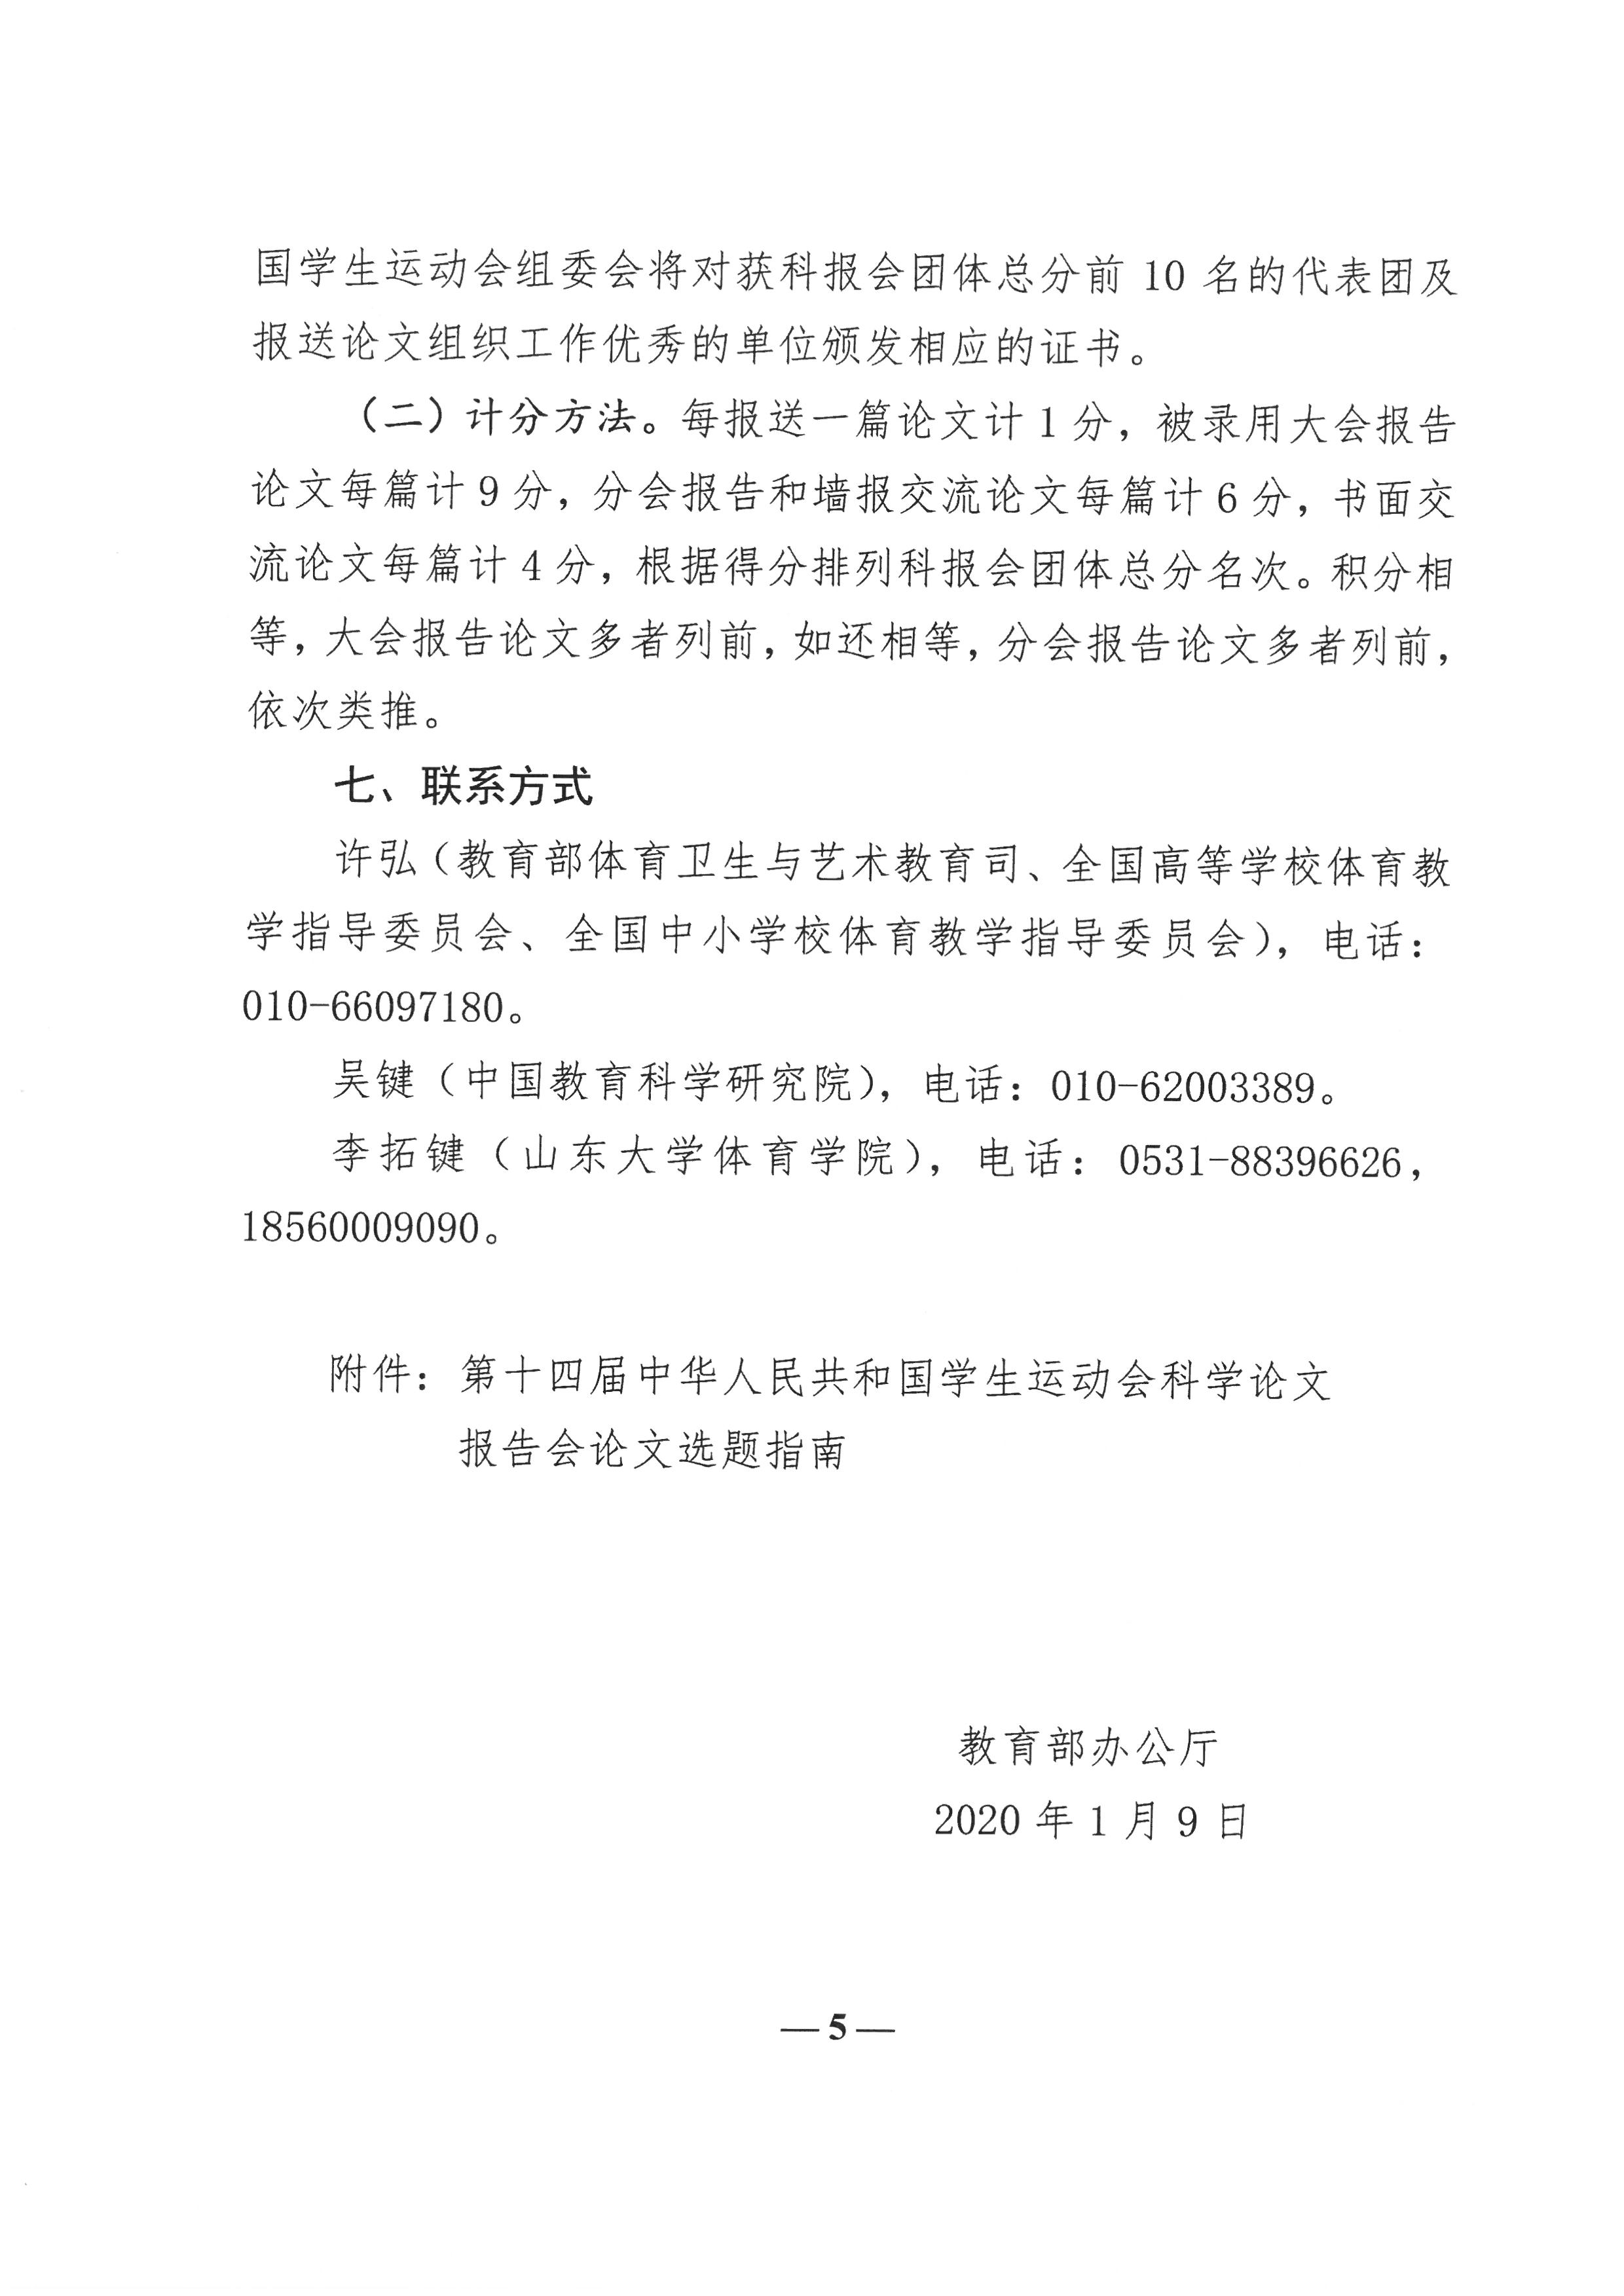 国学生运动会组委会将对获科报会团体总分前 10 名的代表团及
报送论文组织工作优秀的单位颁发相应的证书。
（二）计分方法。每报送一篇论文计 1 分，被录用大会报告
论文每篇计 9 分，分会报告和墙报交流论文每篇计 6 分，书面交
流论文每篇计 4 分，根据得分排列科报会团体总分名次。积分相
等，大会报告论文多者列前，如还相等，分会报告论文多者列前，
依次类推。
七、联系方式
许弘（教育部体育卫生与艺术教育司、全国高等学校体育教
学指导委员会、全国中小学校体育教学指导委员会），电话：
010-66097180。
吴键（中国教育科学研究院），电话：010-62003389。
李拓键（山东大学体育学院），电话：0531-88396626，
18560009090。
附件：第十四届中华人民共和国学生运动会科学论文
报告会论文选题指南
教育部办公厅
2020 年 1 月 9 日
— 5 —